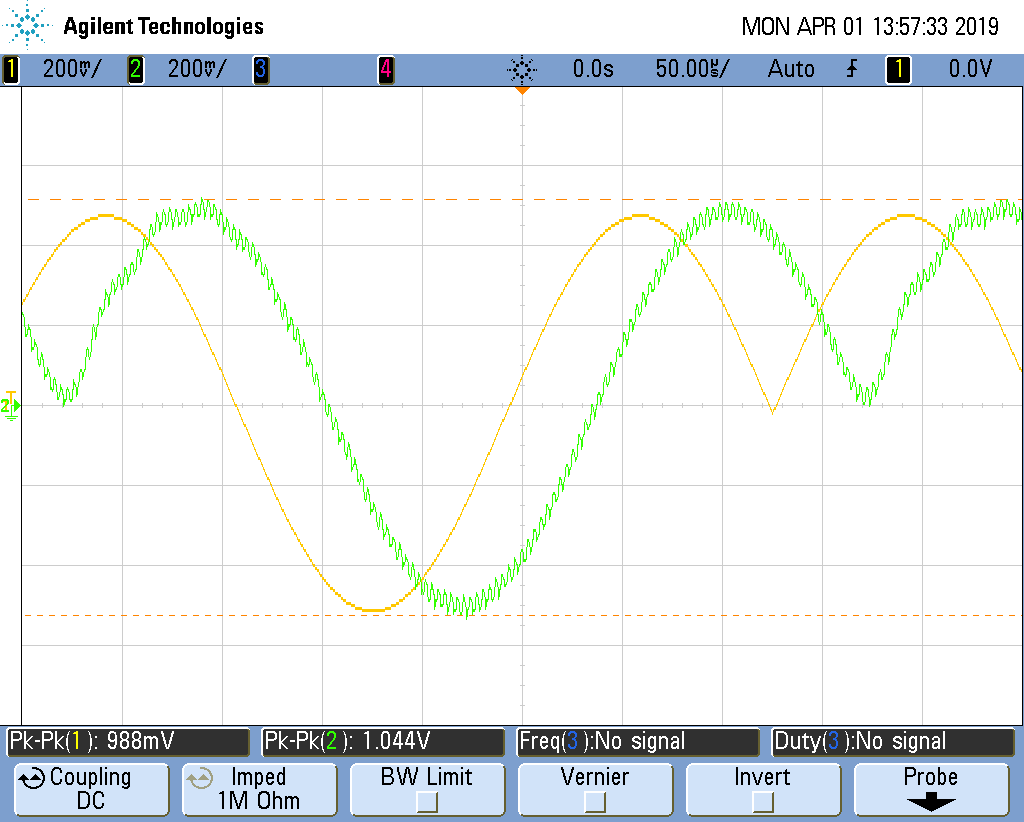 Agilent Technologies MON APR 01 13:57:33 2019
1 200mV/ 2 200mV/ 3 4 0.0s 50.00µs/ Auto 1 0.0V
T
2
Pk-Pk(1): 988mV Pk-Pk(2): 1.044V Freq(3):No signal Duty(3):No signal
Coupling Imped BW Limit Vernier Invert Probe
DC 1M Ohm